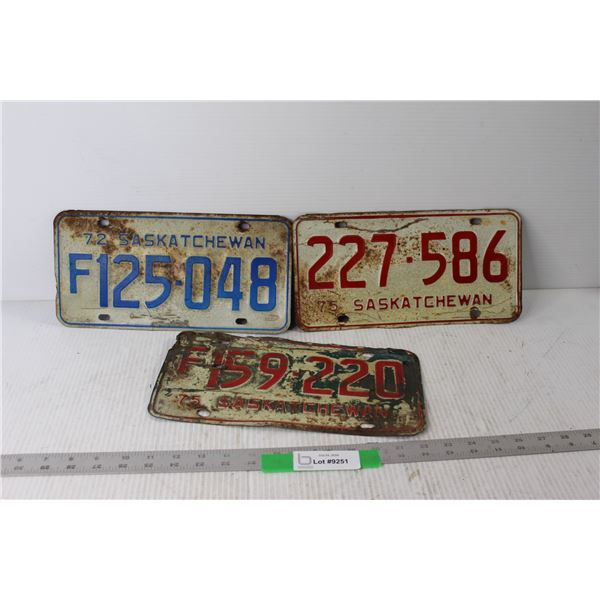 72 SASKATCHEWAN
F125-048
227-586
75 SASKATCHEWAN
F159-220
75 SASKATCHEWAN
Lot #9251